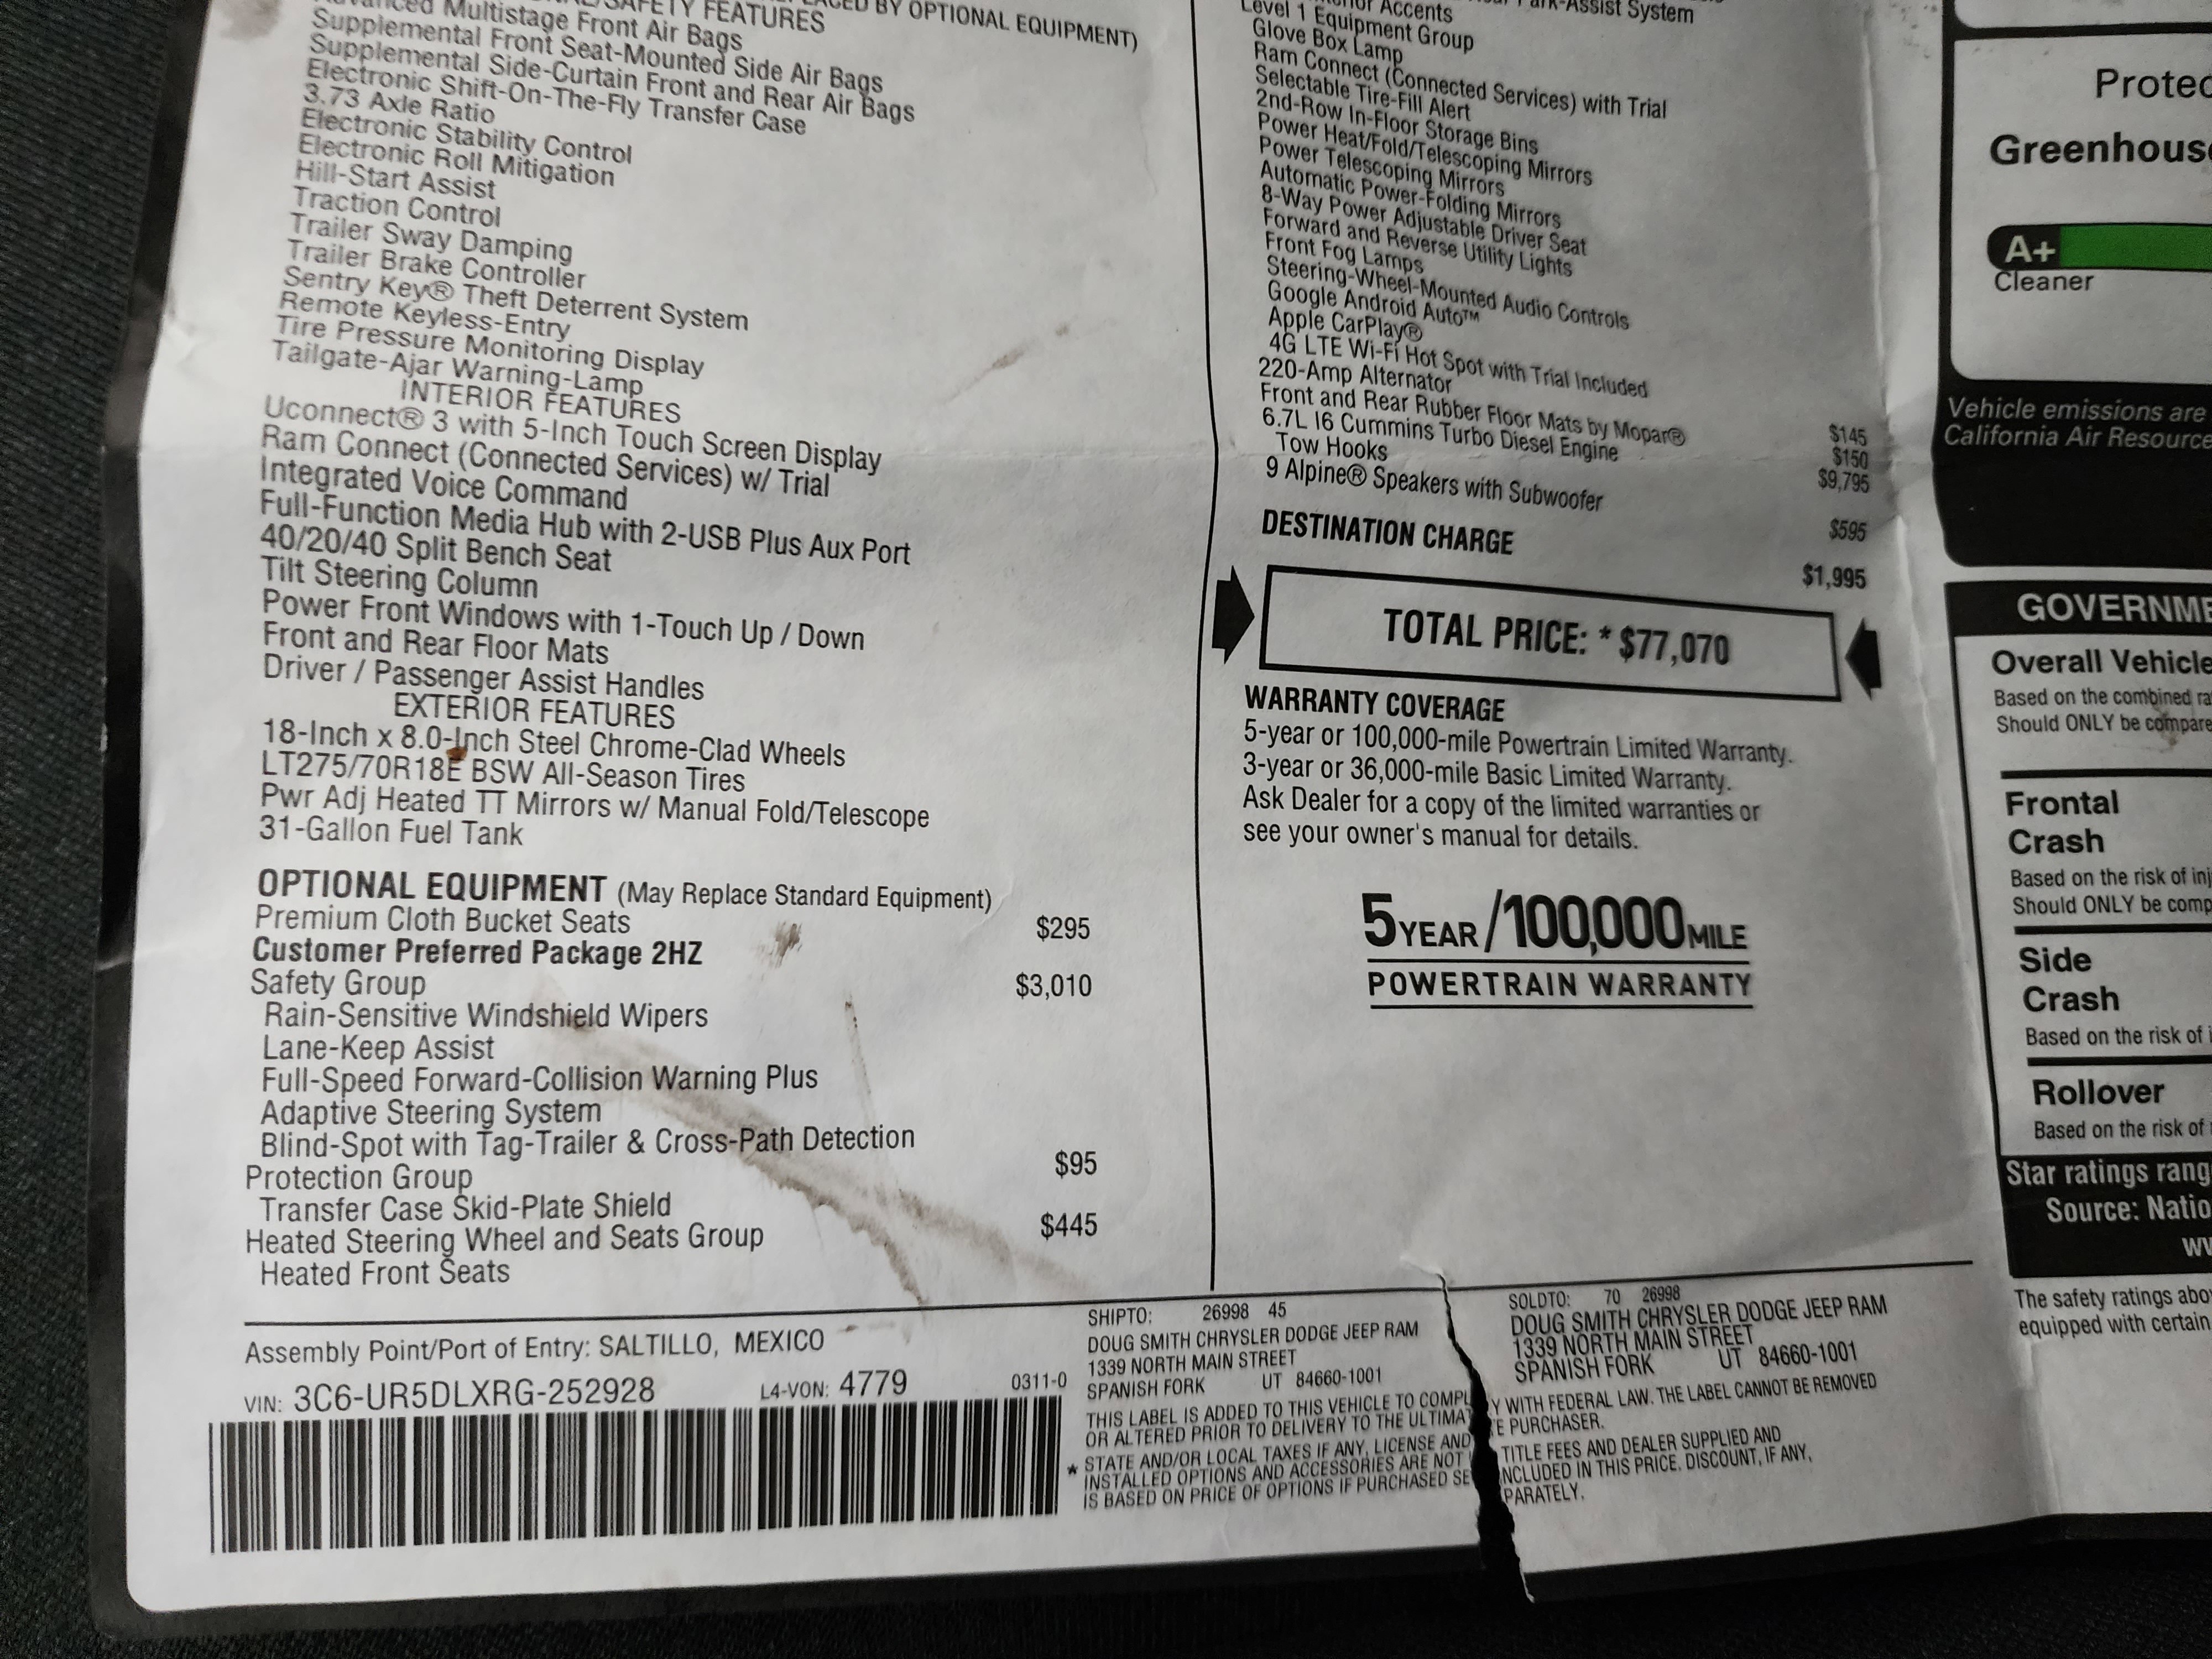 SAFETY FEATURES
BY OPTIONAL EQUIPMENT)
Multistage Front Air Bags
Supplemental Front Seat-Mounted Side Air Bags
Supplemental Side-Curtain Front and Rear Air Bags
Electronic Shift-On-The-Fly Transfer Case
3.73 Axle Ratio
Electronic Stability Control
Electronic Roll Mitigation
Hill-Start Assist
Traction Control
Trailer Sway Damping
Trailer Brake Controller
Sentry Key® Theft Deterrent System
Remote Keyless-Entry
Tire Pressure Monitoring Display
Tailgate-Ajar Warning-Lamp
INTERIOR FEATURES
Uconnect® 3 with 5-Inch Touch Screen Display
Ram Connect (Connected Services) w/ Trial
Integrated Voice Command
Full-Function Media Hub with 2-USB Plus Aux Port
40/20/40 Split Bench Seat
Tilt Steering Column
Power Front Windows with 1-Touch Up / Down
Front and Rear Floor Mats
Driver / Passenger Assist Handles
EXTERIOR FEATURES
18-Inch x 8.0-Inch Steel Chrome-Clad Wheels
LT275/70R18E BSW All-Season Tires
Pwr Adj Heated TT Mirrors w/ Manual Fold/Telescope
31-Gallon Fuel Tank
OPTIONAL EQUIPMENT (May Replace Standard Equipment)
Premium Cloth Bucket Seats $295
Customer Preferred Package 2HZ
Safety Group $3,010
Rain-Sensitive Windshield Wipers
Lane-Keep Assist
Full-Speed Forward-Collision Warning Plus
Adaptive Steering System
Blind-Spot with Tag-Trailer & Cross-Path Detection
Protection Group $95
Transfer Case Skid-Plate Shield
Heated Steering Wheel and Seats Group $445
Heated Front Seats
Park-Assist System
Accents
Level 1 Equipment Group
Glove Box Lamp
Ram Connect (Connected Services) with Trial
Selectable Tire-Fill Alert
2nd-Row In-Floor Storage Bins
Power Heat/Fold/Telescoping Mirrors
Power Telescoping Mirrors
Automatic Power-Folding Mirrors
8-Way Power Adjustable Driver Seat
Forward and Reverse Utility Lights
Front Fog Lamps
Steering-Wheel-Mounted Audio Controls
Google Android Auto™
Apple CarPlay®
4G LTE Wi-Fi Hot Spot with Trial Included
220-Amp Alternator $145
Front and Rear Rubber Floor Mats by Mopar® $150
6.7L I6 Cummins Turbo Diesel Engine $9,795
Tow Hooks
9 Alpine® Speakers with Subwoofer $595
DESTINATION CHARGE $1,995
TOTAL PRICE: * $77,070
WARRANTY COVERAGE
5-year or 100,000-mile Powertrain Limited Warranty.
3-year or 36,000-mile Basic Limited Warranty.
Ask Dealer for a copy of the limited warranties or
see your owner's manual for details.
5 YEAR/100,000 MILE
POWERTRAIN WARRANTY
Assembly Point/Port of Entry: SALTILLO, MEXICO
VIN: 3C6-UR5DLXRG-252928 L4-VON: 4779 0311-0
SHIPTO: 26998 45
DOUG SMITH CHRYSLER DODGE JEEP RAM
1339 NORTH MAIN STREET
SPANISH FORK UT 84660-1001
SOLDTO: 70 26998
DOUG SMITH CHRYSLER DODGE JEEP RAM
1339 NORTH MAIN STREET
SPANISH FORK UT 84660-1001
THIS LABEL IS ADDED TO THIS VEHICLE TO COMPLY WITH FEDERAL LAW. THE LABEL CANNOT BE REMOVED
OR ALTERED PRIOR TO DELIVERY TO THE ULTIMATE PURCHASER.
* STATE AND/OR LOCAL TAXES IF ANY, LICENSE AND TITLE FEES AND DEALER SUPPLIED AND
INSTALLED OPTIONS AND ACCESSORIES ARE NOT INCLUDED IN THIS PRICE. DISCOUNT, IF ANY,
IS BASED ON PRICE OF OPTIONS IF PURCHASED SEPARATELY.
Protec
Greenhous
A+
Cleaner
Vehicle emissions are
California Air Resource
GOVERNME
Overall Vehicle
Based on the combined ra
Should ONLY be compare
Frontal
Crash
Based on the risk of inj
Should ONLY be comp
Side
Crash
Based on the risk of i
Rollover
Based on the risk of
Star ratings rang
Source: Natio
ww
The safety ratings abo
equipped with certain